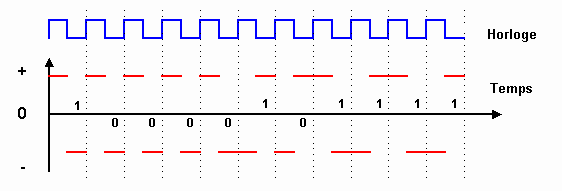 Horloge
+
Temps
1 1 1 1 1 1
0
0 0 0 0 0
-